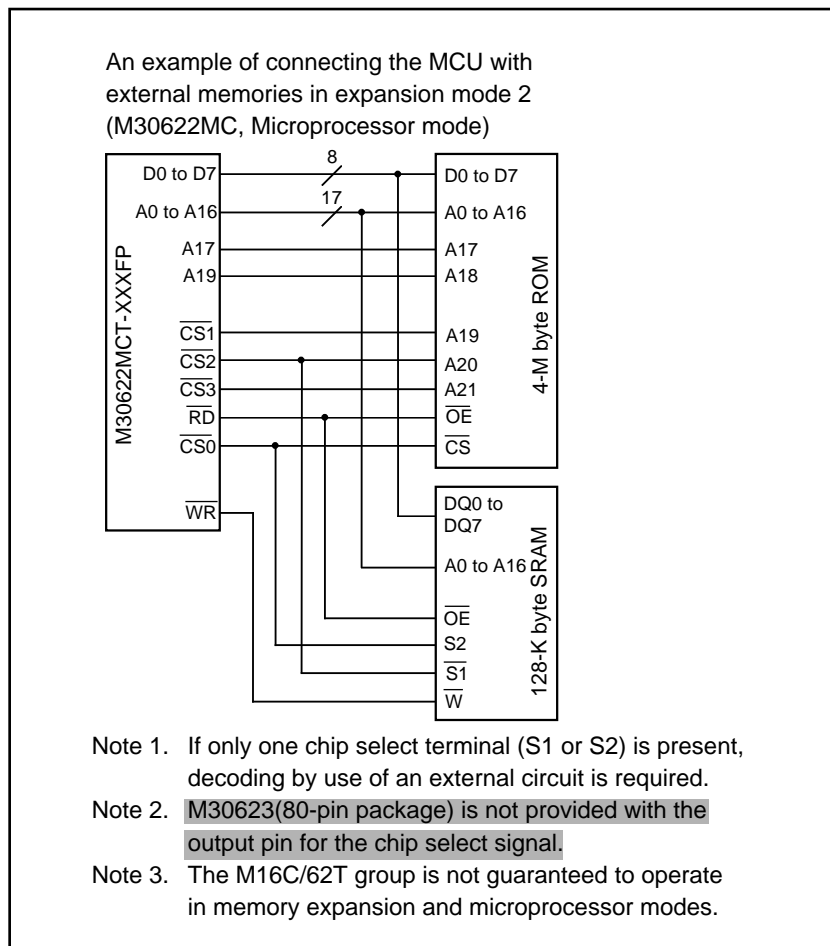 An example of connecting the MCU with
external memories in expansion mode 2
(M30622MC, Microprocessor mode)
M30622MCT-XXXFP
D0 to D7
A0 to A16
A17
A19
CS1
CS2
CS3
RD
CS0
WR
8
17
D0 to D7
A0 to A16
A17
A18
A19
A20
A21
OE
CS
4-M byte ROM
DQ0 to
DQ7
A0 to A16
OE
S2
S1
W
128-K byte SRAM
Note 1. If only one chip select terminal (S1 or S2) is present,
decoding by use of an external circuit is required.
Note 2. M30623(80-pin package) is not provided with the
output pin for the chip select signal.
Note 3. The M16C/62T group is not guaranteed to operate
in memory expansion and microprocessor modes.